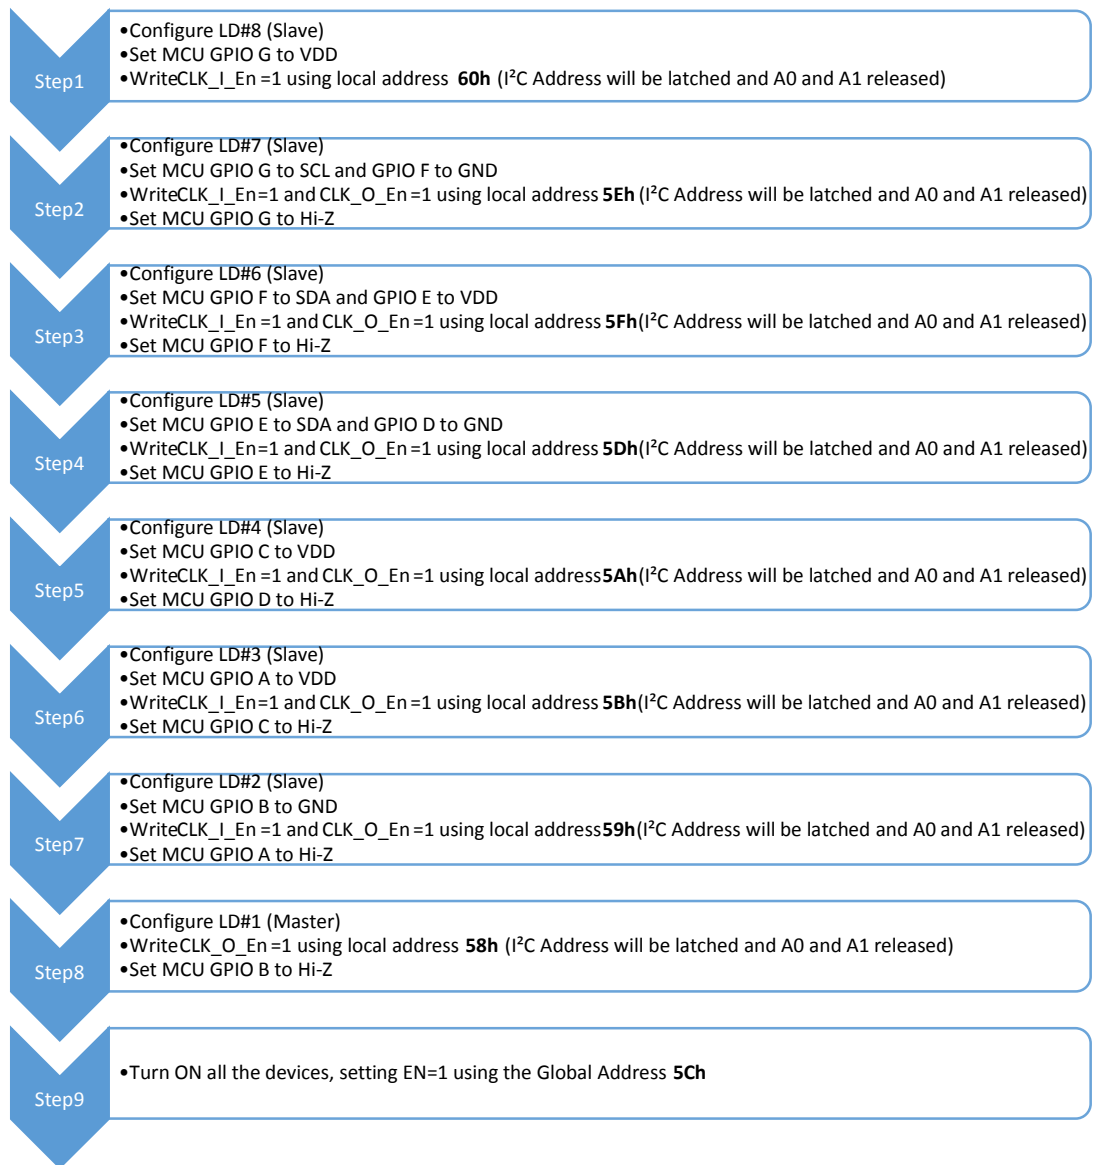 Step1
•Configure LD#8 (Slave)
•Set MCU GPIO G to VDD
•WriteCLK_I_En =1 using local address 60h (I²C Address will be latched and A0 and A1 released)
Step2
•Configure LD#7 (Slave)
•Set MCU GPIO G to SCL and GPIO F to GND
•WriteCLK_I_En=1 and CLK_O_En =1 using local address 5Eh (I²C Address will be latched and A0 and A1 released)
•Set MCU GPIO G to Hi-Z
Step3
•Configure LD#6 (Slave)
•Set MCU GPIO F to SDA and GPIO E to VDD
•WriteCLK_I_En =1 and CLK_O_En =1 using local address 5Fh(I²C Address will be latched and A0 and A1 released)
•Set MCU GPIO F to Hi-Z
Step4
•Configure LD#5 (Slave)
•Set MCU GPIO E to SDA and GPIO D to GND
•WriteCLK_I_En=1 and CLK_O_En =1 using local address 5Dh(I²C Address will be latched and A0 and A1 released)
•Set MCU GPIO E to Hi-Z
Step5
•Configure LD#4 (Slave)
•Set MCU GPIO C to VDD
•WriteCLK_I_En =1 and CLK_O_En =1 using local address5Ah(I²C Address will be latched and A0 and A1 released)
•Set MCU GPIO D to Hi-Z
Step6
•Configure LD#3 (Slave)
•Set MCU GPIO A to VDD
•WriteCLK_I_En=1 and CLK_O_En =1 using local address 5Bh(I²C Address will be latched and A0 and A1 released)
•Set MCU GPIO C to Hi-Z
Step7
•Configure LD#2 (Slave)
•Set MCU GPIO B to GND
•WriteCLK_I_En =1 and CLK_O_En =1 using local address59h(I²C Address will be latched and A0 and A1 released)
•Set MCU GPIO A to Hi-Z
Step8
•Configure LD#1 (Master)
•WriteCLK_O_En =1 using local address 58h (I²C Address will be latched and A0 and A1 released)
•Set MCU GPIO B to Hi-Z
Step9
•Turn ON all the devices, setting EN=1 using the Global Address 5Ch